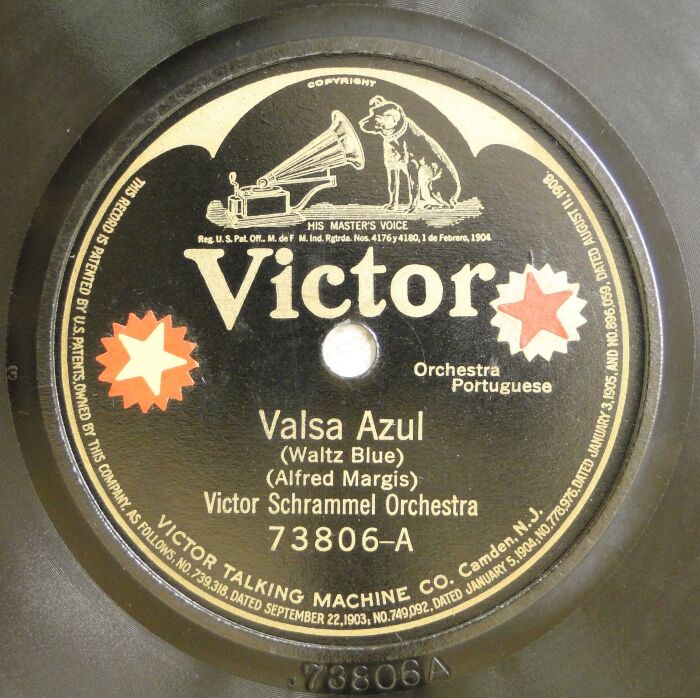 COPYRIGHT
HIS MASTER'S VOICE
Reg. U.S. Pat. Off., M. de F. M. Ind. Rgtrda. Nos. 4176 y 4180, 1 de Febrero, 1904
Victor
Orchestra
Portuguese
Valsa Azul
(Waltz Blue)
(Alfred Margis)
Victor Schrammel Orchestra
73806-A
VICTOR TALKING MACHINE CO. Camden, N.J.
THIS RECORD IS PATENTED BY U.S. PATENTS, OWNED BY THIS COMPANY, AS FOLLOWS, NO. 739,318, DATED SEPTEMBER 22, 1903; NO. 749,092, DATED JANUARY 5, 1904; NO. 778,976, DATED JANUARY 3, 1905, AND NO. 896,059, DATED AUGUST 11, 1908.
73806A
3